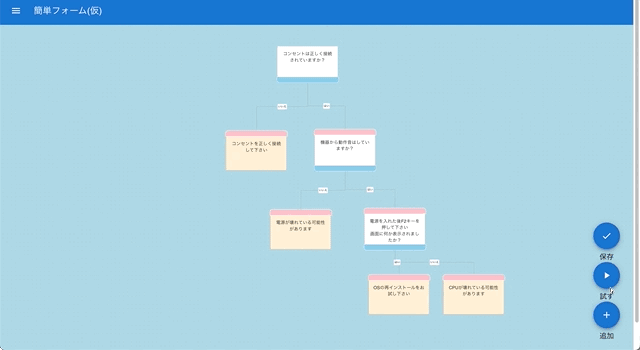 簡単フォーム(仮)
コンセントは正しく接続
されていますか？
いいえ
はい
コンセントを正しく接続
して下さい
機器から動作音はしてい
ますか？
いいえ
はい
電源が壊れている可能性
があります
電源を入れた後F2キーを
押して下さい
画面に何か表示されまし
たか？
はい
いいえ
OSの再インストールをお
試し下さい
CPUが壊れている可能性
があります
保存
試す
追加